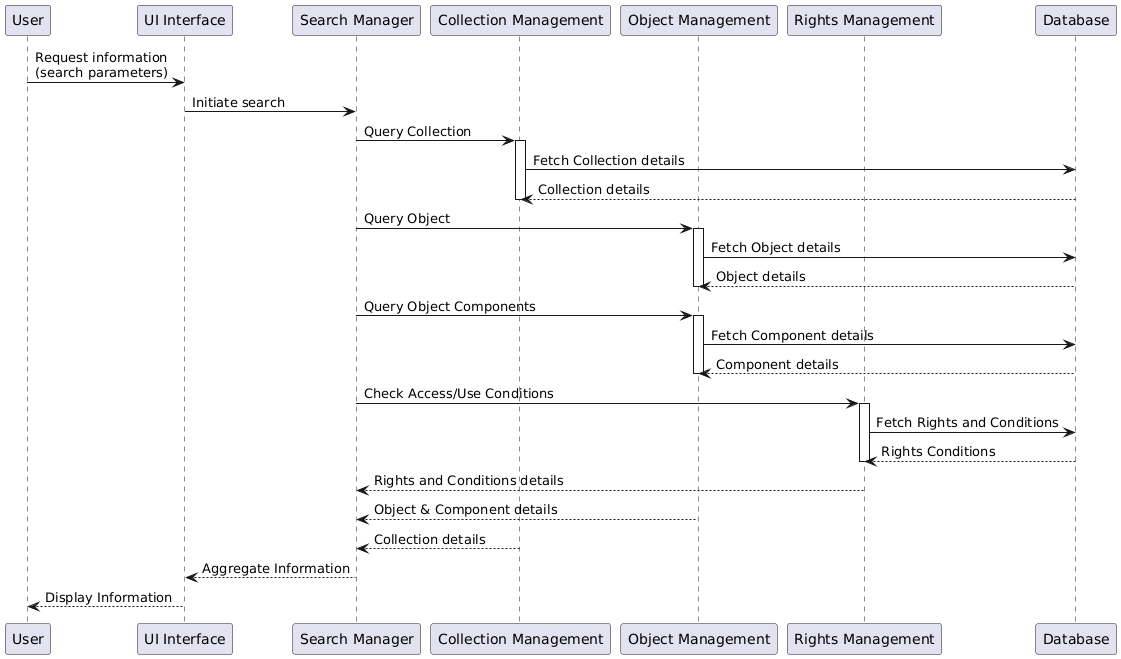 User
UI Interface
Search Manager
Collection Management
Object Management
Rights Management
Database
Request information
(search parameters)
Initiate search
Query Collection
Fetch Collection details
Collection details
Query Object
Fetch Object details
Object details
Query Object Components
Fetch Component details
Component details
Check Access/Use Conditions
Fetch Rights and Conditions
Rights Conditions
Rights and Conditions details
Object & Component details
Collection details
Aggregate Information
Display Information
User
UI Interface
Search Manager
Collection Management
Object Management
Rights Management
Database